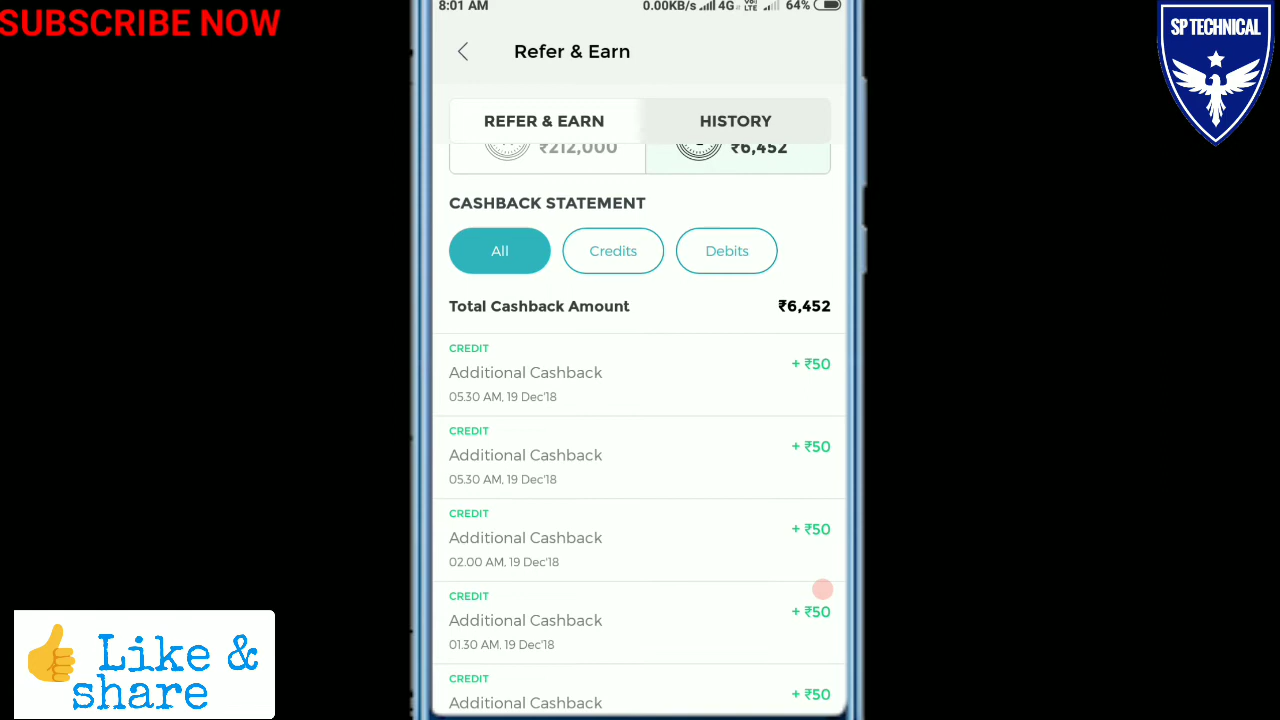 SUBSCRIBE NOW
8:01 AM 0.00KB/s 4G VoLTE 64%
SP TECHNICAL
Refer & Earn
REFER & EARN HISTORY
₹212,000 ₹6,452
CASHBACK STATEMENT
All Credits Debits
Total Cashback Amount ₹6,452
CREDIT
Additional Cashback + ₹50
05.30 AM, 19 Dec'18
CREDIT
Additional Cashback + ₹50
05.30 AM, 19 Dec'18
CREDIT
Additional Cashback + ₹50
02.00 AM, 19 Dec'18
CREDIT
Additional Cashback + ₹50
01.30 AM, 19 Dec'18
CREDIT
Additional Cashback + ₹50
Like &
share